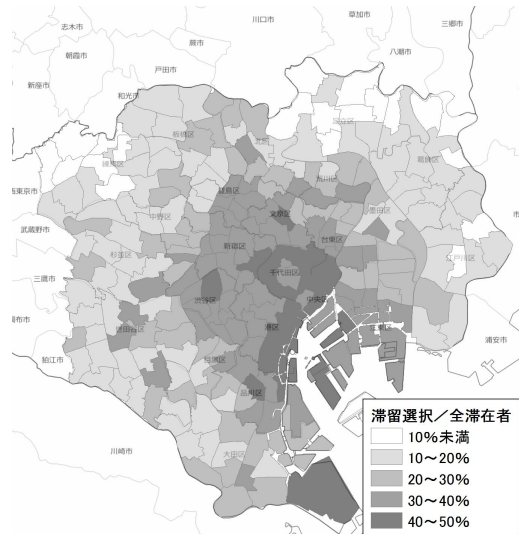 川口市
草加市
三郷市
志木市
蕨市
八潮市
朝霞市
戸田市
新座市
和光市
板橋区
北区
足立区
葛飾区
練馬区
荒川区
豊島区
文京区
墨田区
中野区
台東区
武蔵野市
新宿区
江戸川区
杉並区
千代田区
三鷹市
中央区
渋谷区
港区
江東区
世田谷区
浦安市
狛江市
目黒区
品川区
川崎市
大田区
滞留選択／全滞在者
10％未満
10～20％
20～30％
30～40％
40～50％